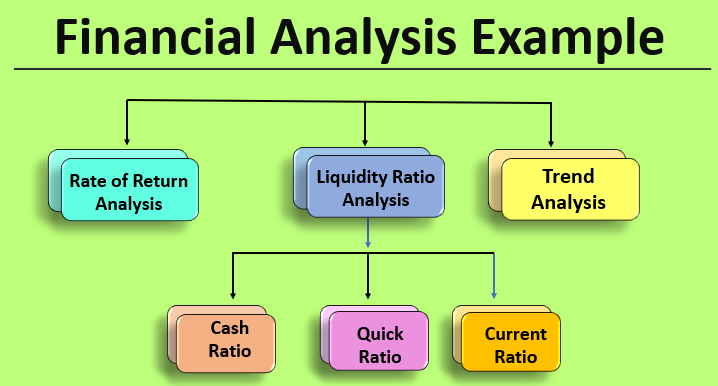 Financial Analysis Example
Rate of Return
Analysis
Liquidity Ratio
Analysis
Trend
Analysis
Cash
Ratio
Quick
Ratio
Current
Ratio